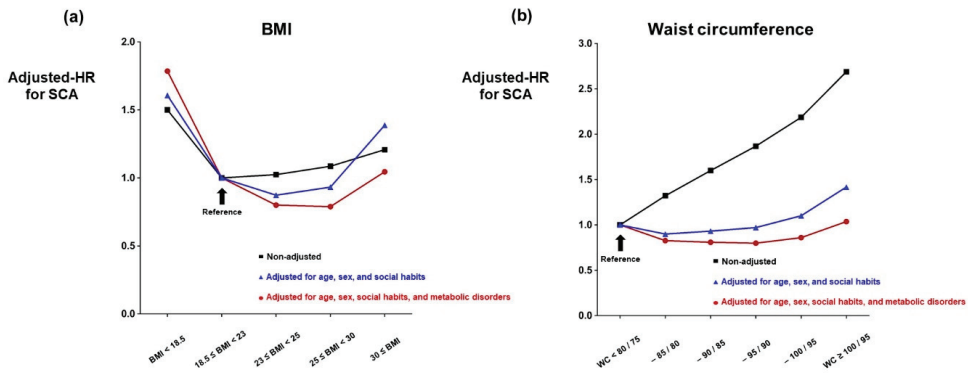 (a)
BMI
Adjusted-HR
for SCA
2.0
1.5
1.0
0.5
0.0
Reference
Non-adjusted
Adjusted for age, sex, and social habits
Adjusted for age, sex, social habits, and metabolic disorders
BMI < 18.5
18.5 ≤ BMI < 23
23 ≤ BMI < 25
25 ≤ BMI < 30
30 ≤ BMI
(b)
Waist circumference
Adjusted-HR
for SCA
3.0
2.5
2.0
1.5
1.0
0.5
0.0
Reference
Non-adjusted
Adjusted for age, sex, and social habits
Adjusted for age, sex, social habits, and metabolic disorders
WC < 80 / 75
– 85 / 80
– 90 / 85
– 95 / 90
– 100 / 95
WC ≥ 100 / 95